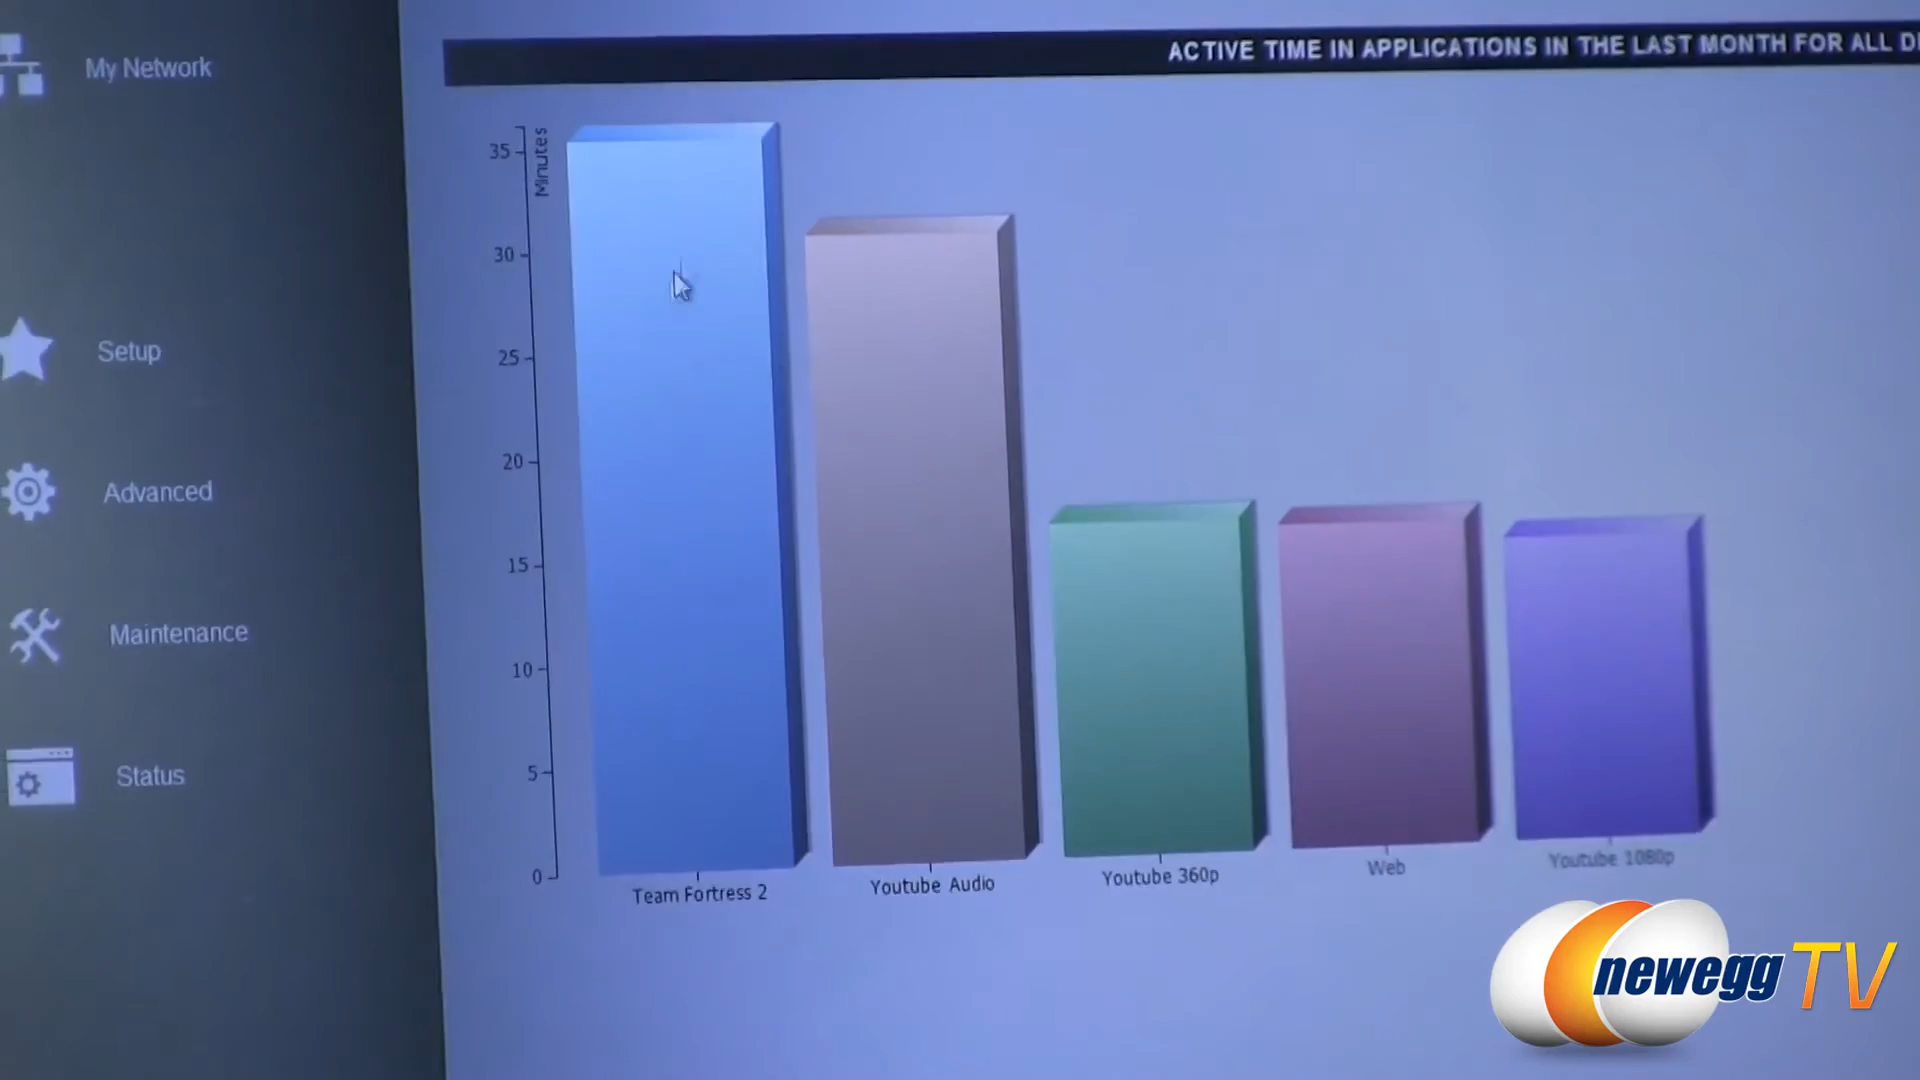 My Network
Setup
Advanced
Maintenance
Status
ACTIVE TIME IN APPLICATIONS IN THE LAST MONTH FOR ALL
Minutes
35
30
25
20
15
10
5
0
Team Fortress 2
Youtube Audio
Youtube 360p
Web
Youtube 1080p
newegg TV